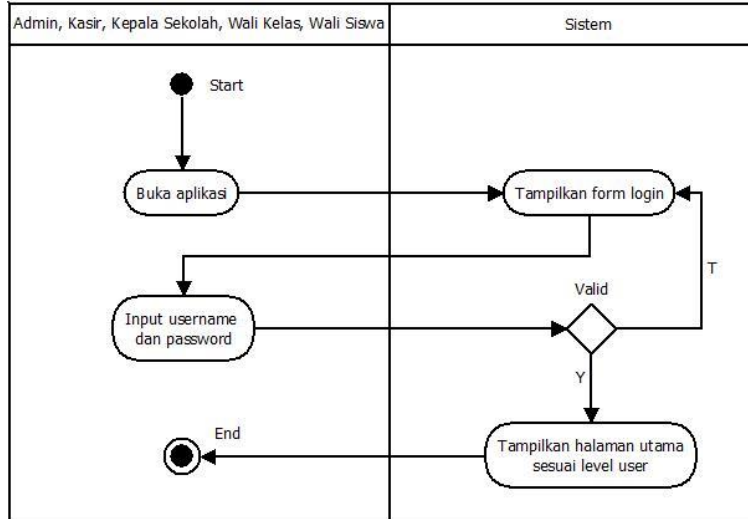 Admin, Kasir, Kepala Sekolah, Wali Kelas, Wali Siswa
Sistem
Start
Buka aplikasi
Tampilkan form login
T
Input username
dan password
Valid
Y
Tampilkan halaman utama
sesuai level user
End